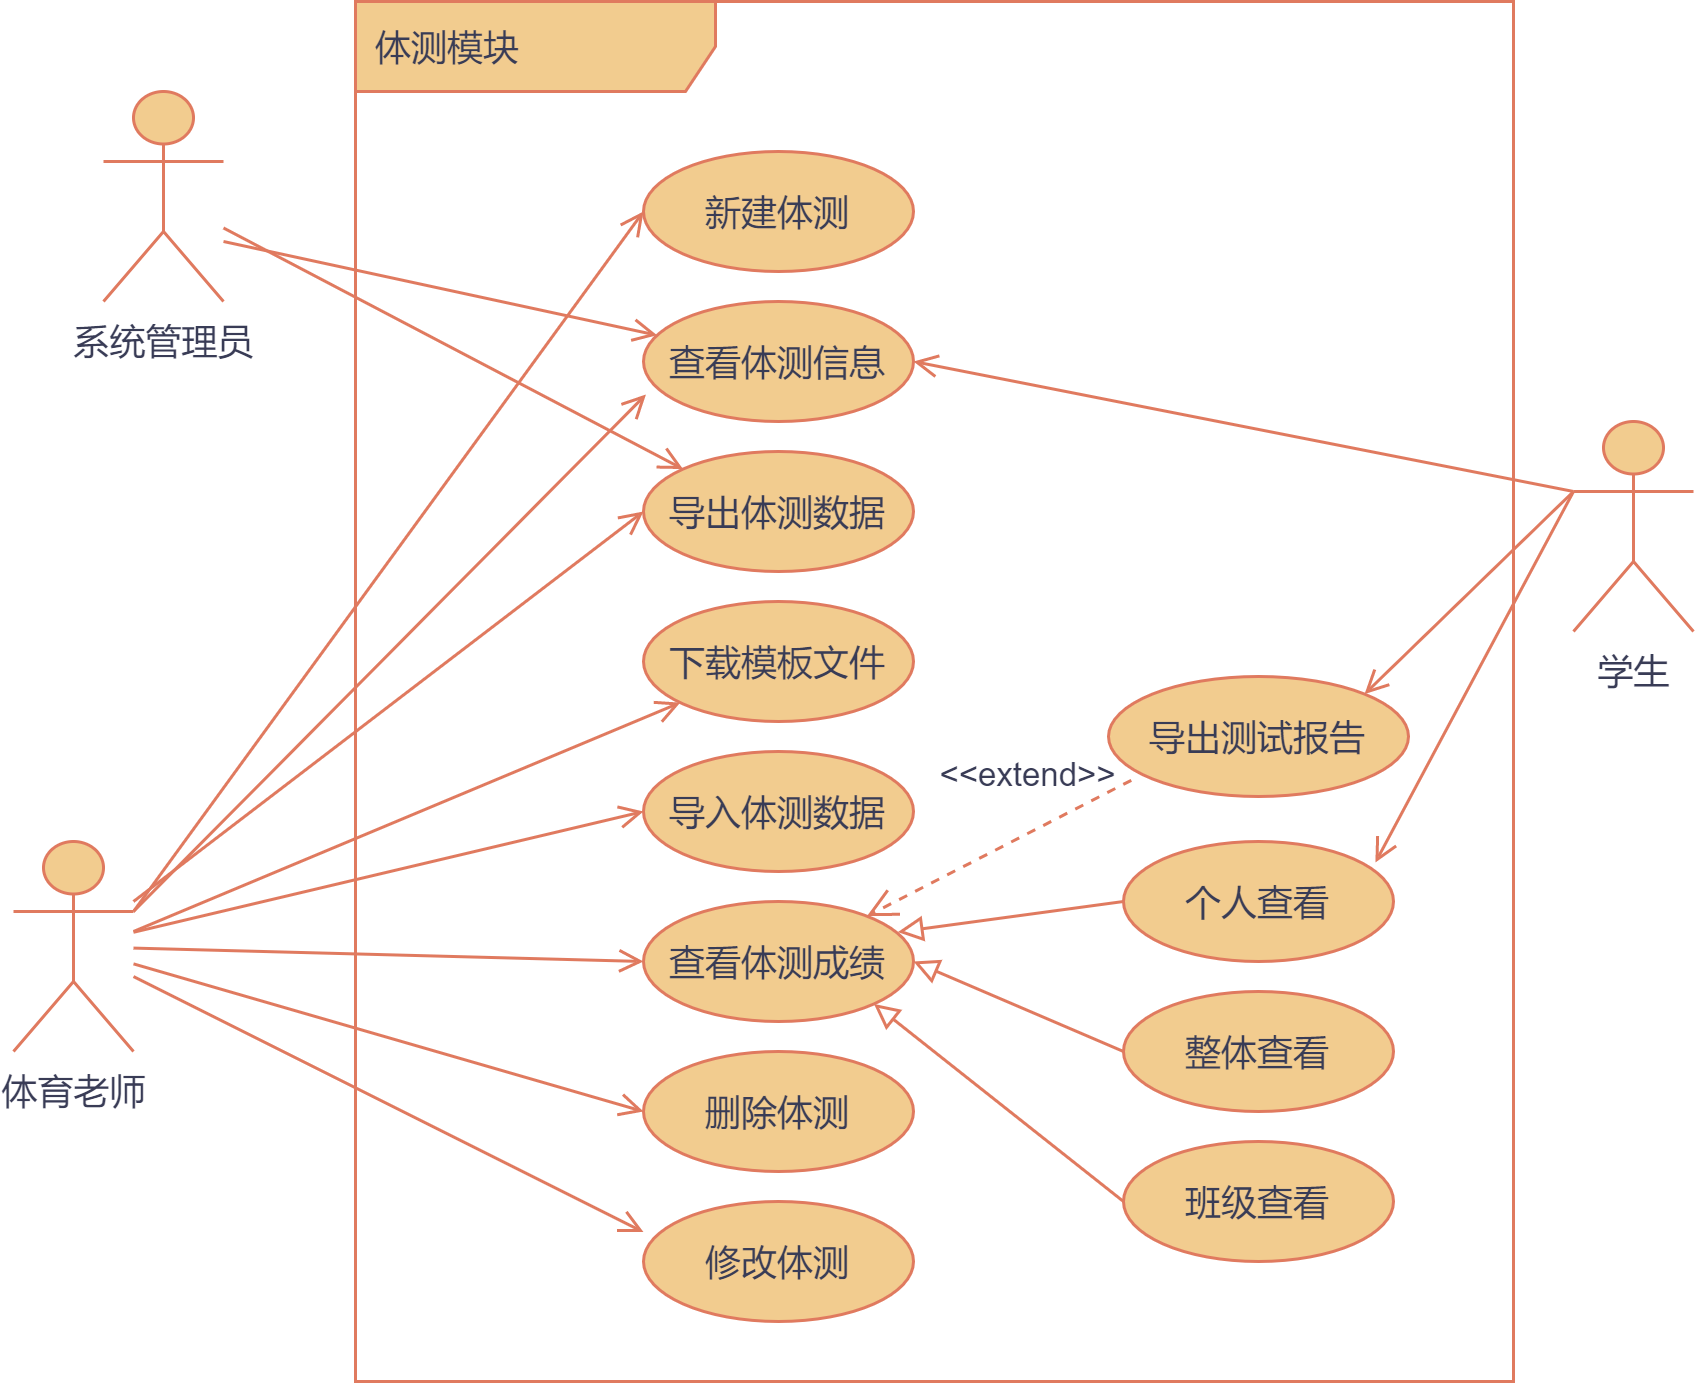 体测模块
系统管理员
新建体测
查看体测信息
导出体测数据
下载模板文件
学生
导出测试报告
<<extend>>
导入体测数据
个人查看
查看体测成绩
整体查看
体育老师
删除体测
班级查看
修改体测